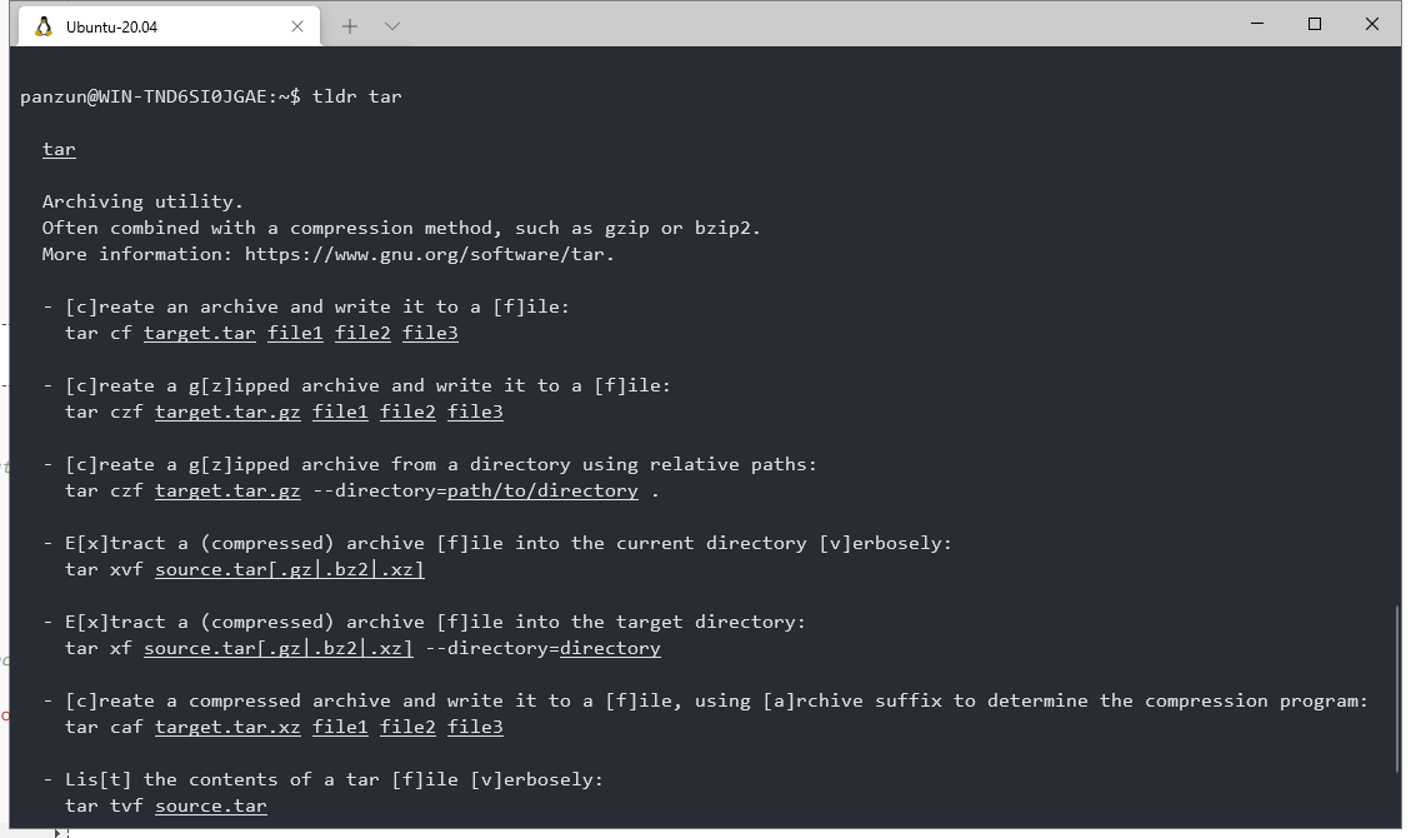 Ubuntu-20.04
panzun@WIN-TND6SI0JGAE:~$ tldr tar
tar
Archiving utility.
Often combined with a compression method, such as gzip or bzip2.
More information: https://www.gnu.org/software/tar.
- [c]reate an archive and write it to a [f]ile:
tar cf target.tar file1 file2 file3
- [c]reate a g[z]ipped archive and write it to a [f]ile:
tar czf target.tar.gz file1 file2 file3
- [c]reate a g[z]ipped archive from a directory using relative paths:
tar czf target.tar.gz --directory=path/to/directory .
- E[x]tract a (compressed) archive [f]ile into the current directory [v]erbosely:
tar xvf source.tar[.gz|.bz2|.xz]
- E[x]tract a (compressed) archive [f]ile into the target directory:
tar xf source.tar[.gz|.bz2|.xz] --directory=directory
- [c]reate a compressed archive and write it to a [f]ile, using [a]rchive suffix to determine the compression program:
tar caf target.tar.xz file1 file2 file3
- Lis[t] the contents of a tar [f]ile [v]erbosely:
tar tvf source.tar